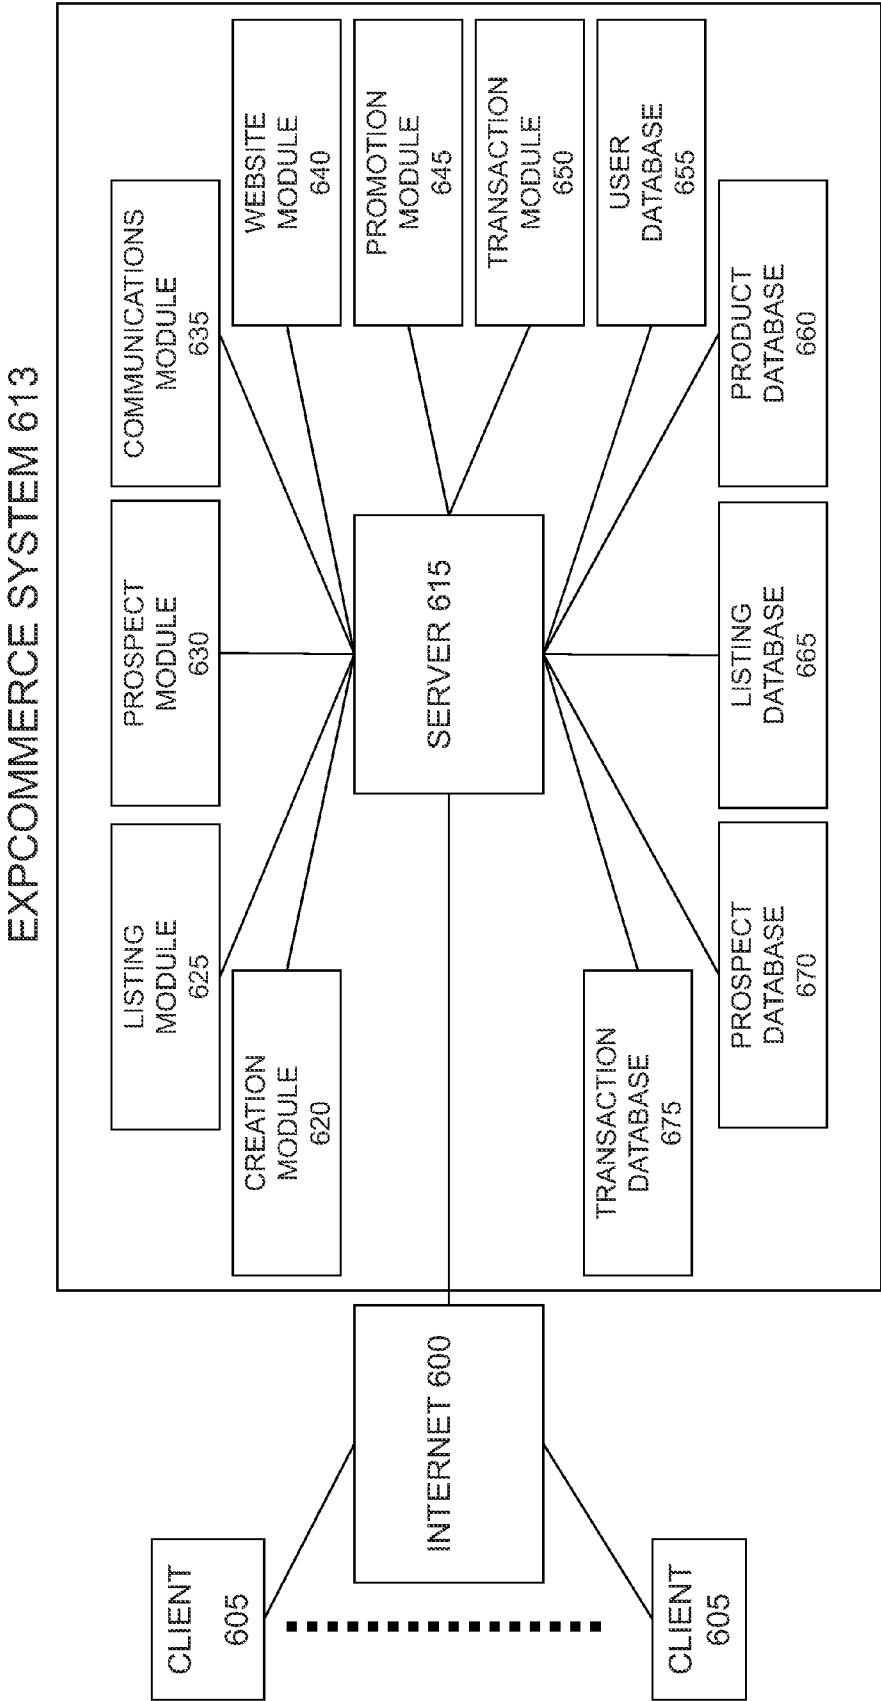 EXPCOMMERCE SYSTEM 613
LISTING
MODULE
625
PROSPECT
MODULE
630
COMMUNICATIONS
MODULE
635
CREATION
MODULE
620
WEBSITE
MODULE
640
PROMOTION
MODULE
645
TRANSACTION
MODULE
650
USER
DATABASE
655
CLIENT
605
INTERNET 600
SERVER 615
CLIENT
605
TRANSACTION
DATABASE
675
PROSPECT
DATABASE
670
LISTING
DATABASE
665
PRODUCT
DATABASE
660